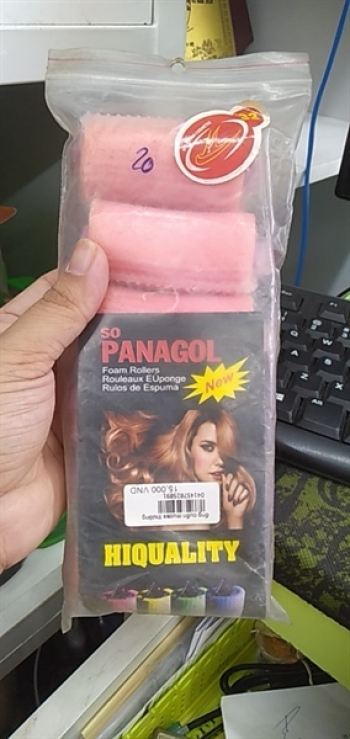 20
SO
PANAGOL
Foam Rollers
Rouleaux EUponge
Rulos de Espuma
New
15.000 VND
HIQUALITY